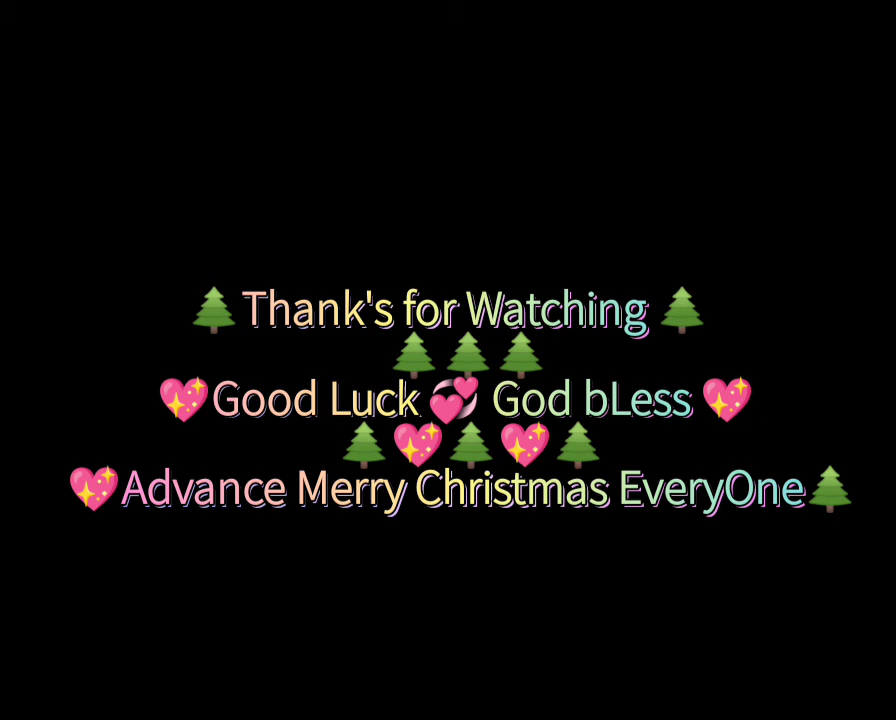 🌲Thank's for Watching 🌲
🌲🌲🌲
💖Good Luck💞 God bLess 💖
🌲💖🌲💖🌲
💖Advance Merry Christmas EveryOne🌲